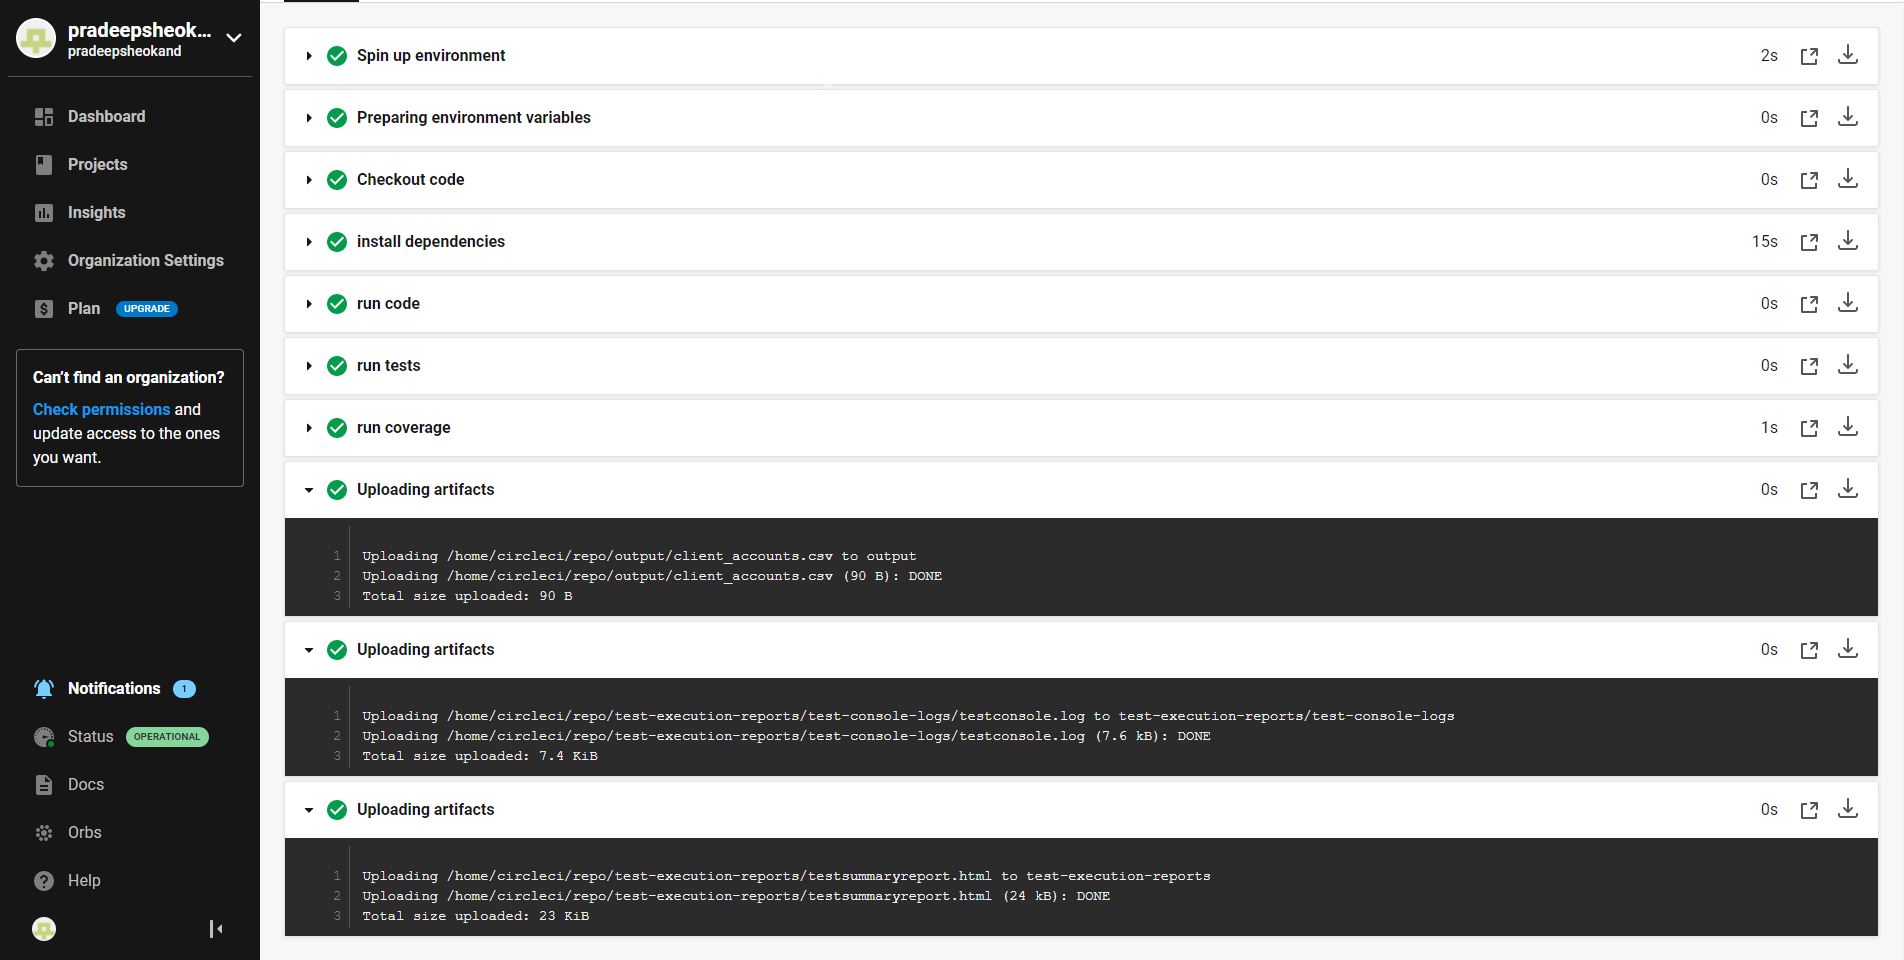 pradeepsheok...
pradeepsheokand
Dashboard
Projects
Insights
Organization Settings
Plan UPGRADE
Can't find an organization?
Check permissions and
update access to the ones
you want.
Notifications 1
Status OPERATIONAL
Docs
Orbs
Help
Spin up environment 2s
Preparing environment variables 0s
Checkout code 0s
install dependencies 15s
run code 0s
run tests 0s
run coverage 1s
Uploading artifacts 0s
1 Uploading /home/circleci/repo/output/client_accounts.csv to output
2 Uploading /home/circleci/repo/output/client_accounts.csv (90 B): DONE
3 Total size uploaded: 90 B
Uploading artifacts 0s
1 Uploading /home/circleci/repo/test-execution-reports/test-console-logs/testconsole.log to test-execution-reports/test-console-logs
2 Uploading /home/circleci/repo/test-execution-reports/test-console-logs/testconsole.log (7.6 kB): DONE
3 Total size uploaded: 7.4 KiB
Uploading artifacts 0s
1 Uploading /home/circleci/repo/test-execution-reports/testsummaryreport.html to test-execution-reports
2 Uploading /home/circleci/repo/test-execution-reports/testsummaryreport.html (24 kB): DONE
3 Total size uploaded: 23 KiB